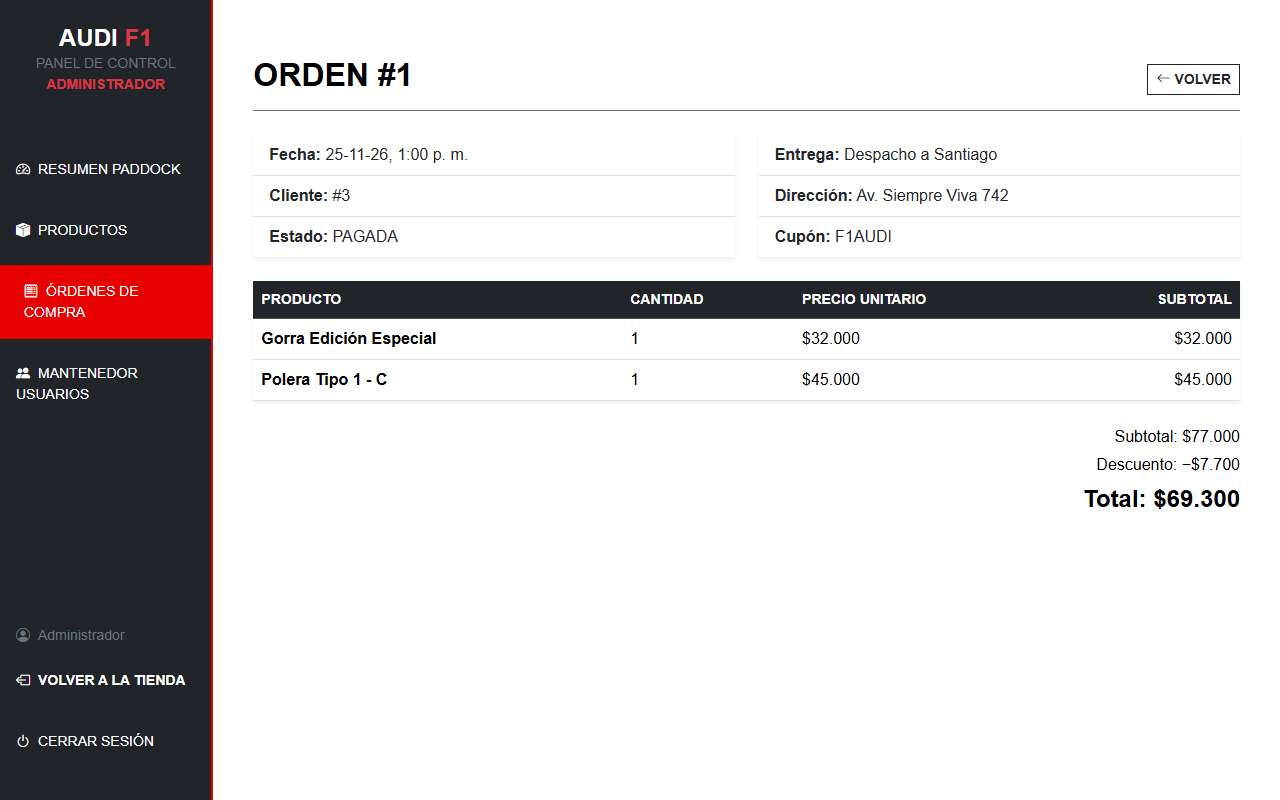 AUDI F1
PANEL DE CONTROL
ADMINISTRADOR
RESUMEN PADDOCK
PRODUCTOS
ÓRDENES DE
COMPRA
MANTENEDOR
USUARIOS
Administrador
VOLVER A LA TIENDA
CERRAR SESIÓN
ORDEN #1
← VOLVER
Fecha: 25-11-26, 1:00 p. m.
Cliente: #3
Estado: PAGADA
Entrega: Despacho a Santiago
Dirección: Av. Siempre Viva 742
Cupón: F1AUDI
PRODUCTO CANTIDAD PRECIO UNITARIO SUBTOTAL
Gorra Edición Especial 1 $32.000 $32.000
Polera Tipo 1 - C 1 $45.000 $45.000
Subtotal: $77.000
Descuento: −$7.700
Total: $69.300